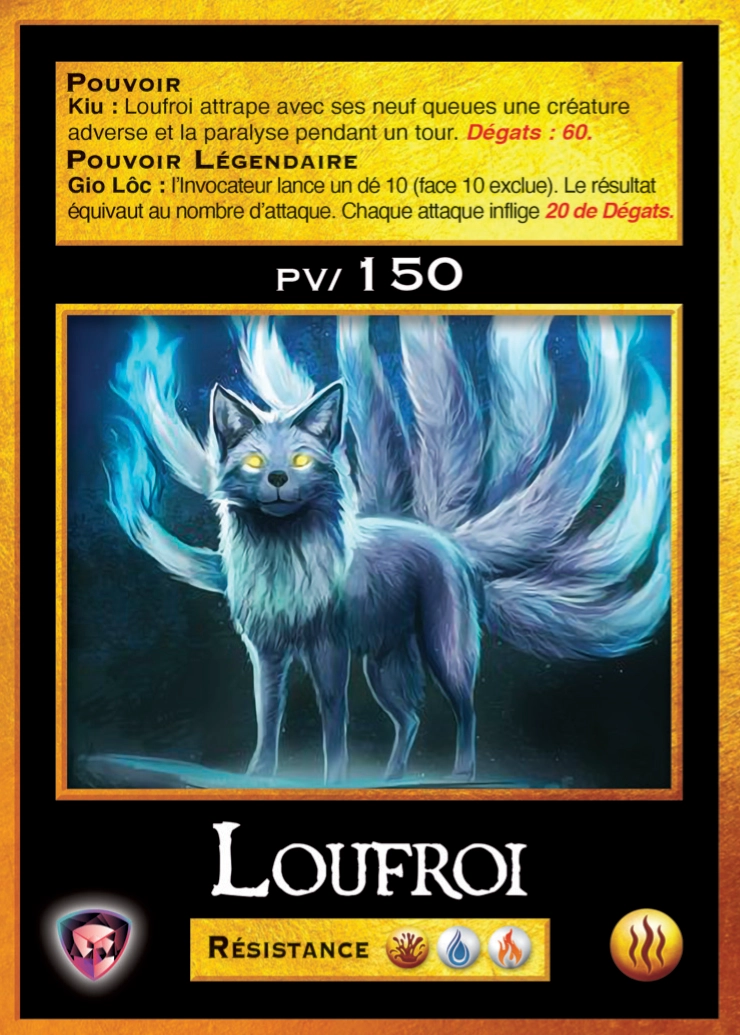 Pouvoir
Kiu : Loufroi attrape avec ses neuf queues une créature
adverse et la paralyse pendant un tour. Dégats : 60.
Pouvoir Légendaire
Gio Lôc : l'Invocateur lance un dé 10 (face 10 exclue). Le résultat
équivaut au nombre d'attaque. Chaque attaque inflige 20 de Dégats.
PV/ 150
Loufroi
Résistance